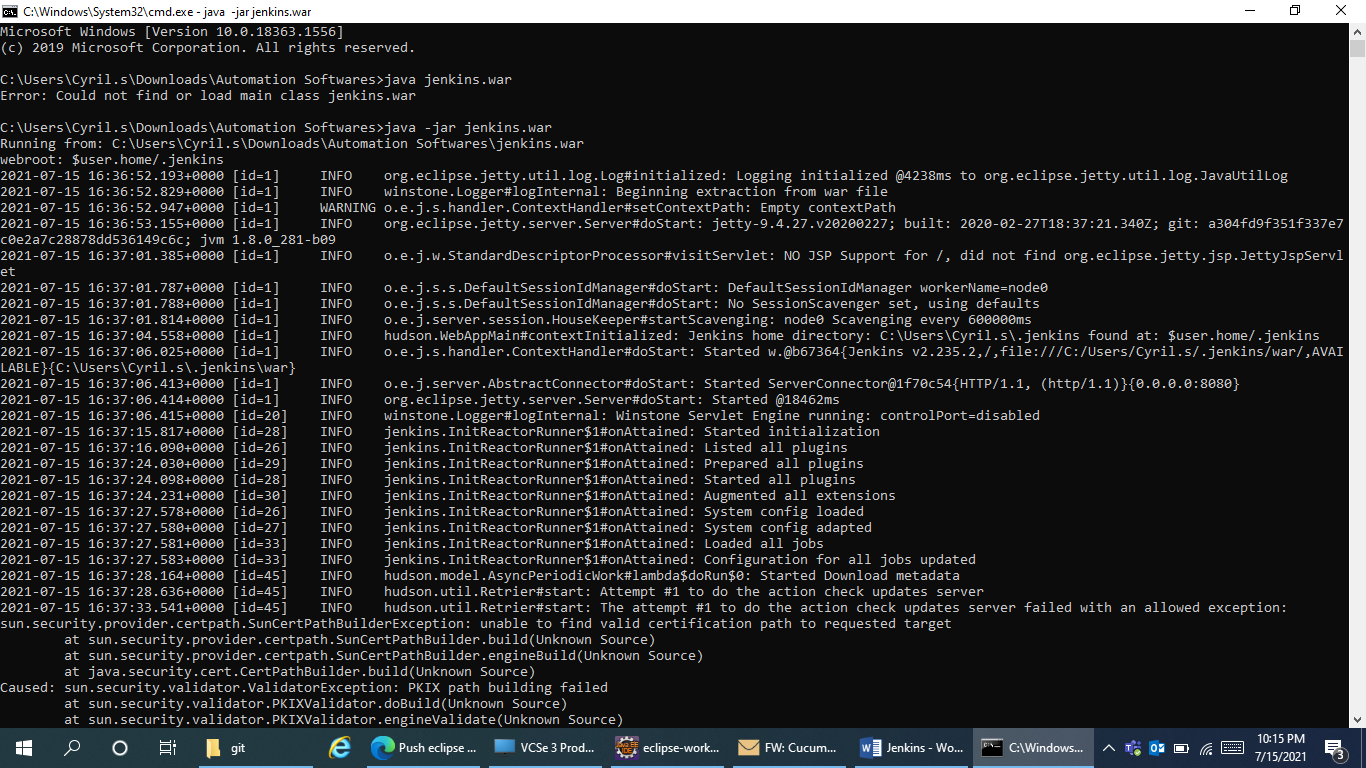 C:\Windows\System32\cmd.exe - java -jar jenkins.war
Microsoft Windows [Version 10.0.18363.1556]
(c) 2019 Microsoft Corporation. All rights reserved.
C:\Users\Cyril.s\Downloads\Automation Softwares>java jenkins.war
Error: Could not find or load main class jenkins.war
C:\Users\Cyril.s\Downloads\Automation Softwares>java -jar jenkins.war
Running from: C:\Users\Cyril.s\Downloads\Automation Softwares\jenkins.war
webroot: $user.home/.jenkins
2021-07-15 16:36:52.193+0000 [id=1]     INFO    org.eclipse.jetty.util.log.Log#initialized: Logging initialized @4238ms to org.eclipse.jetty.util.log.JavaUtilLog
2021-07-15 16:36:52.829+0000 [id=1]     INFO    winstone.Logger#logInternal: Beginning extraction from war file
2021-07-15 16:36:52.947+0000 [id=1]     WARNING o.e.j.s.handler.ContextHandler#setContextPath: Empty contextPath
2021-07-15 16:36:53.155+0000 [id=1]     INFO    org.eclipse.jetty.server.Server#doStart: jetty-9.4.27.v20200227; built: 2020-02-27T18:37:21.340Z; git: a304fd9f351f337e7
c0e2a7c28878dd536149c6c; jvm 1.8.0_281-b09
2021-07-15 16:37:01.385+0000 [id=1]     INFO    o.e.j.w.StandardDescriptorProcessor#visitServlet: NO JSP Support for /, did not find org.eclipse.jetty.jsp.JettyJspServl
et
2021-07-15 16:37:01.787+0000 [id=1]     INFO    o.e.j.s.s.DefaultSessionIdManager#doStart: DefaultSessionIdManager workerName=node0
2021-07-15 16:37:01.788+0000 [id=1]     INFO    o.e.j.s.s.DefaultSessionIdManager#doStart: No SessionScavenger set, using defaults
2021-07-15 16:37:01.814+0000 [id=1]     INFO    o.e.j.server.session.HouseKeeper#startScavenging: node0 Scavenging every 600000ms
2021-07-15 16:37:04.558+0000 [id=1]     INFO    hudson.WebAppMain#contextInitialized: Jenkins home directory: C:\Users\Cyril.s\.jenkins found at: $user.home/.jenkins
2021-07-15 16:37:06.025+0000 [id=1]     INFO    o.e.j.s.handler.ContextHandler#doStart: Started w.@b67364{Jenkins v2.235.2,/,file:///C:/Users/Cyril.s/.jenkins/war/,AVAI
LABLE}{C:\Users\Cyril.s\.jenkins\war}
2021-07-15 16:37:06.413+0000 [id=1]     INFO    o.e.j.server.AbstractConnector#doStart: Started ServerConnector@1f70c54{HTTP/1.1, (http/1.1)}{0.0.0.0:8080}
2021-07-15 16:37:06.414+0000 [id=1]     INFO    org.eclipse.jetty.server.Server#doStart: Started @18462ms
2021-07-15 16:37:06.415+0000 [id=20]    INFO    winstone.Logger#logInternal: Winstone Servlet Engine running: controlPort=disabled
2021-07-15 16:37:15.817+0000 [id=28]    INFO    jenkins.InitReactorRunner$1#onAttained: Started initialization
2021-07-15 16:37:16.090+0000 [id=26]    INFO    jenkins.InitReactorRunner$1#onAttained: Listed all plugins
2021-07-15 16:37:24.030+0000 [id=29]    INFO    jenkins.InitReactorRunner$1#onAttained: Prepared all plugins
2021-07-15 16:37:24.098+0000 [id=28]    INFO    jenkins.InitReactorRunner$1#onAttained: Started all plugins
2021-07-15 16:37:24.231+0000 [id=30]    INFO    jenkins.InitReactorRunner$1#onAttained: Augmented all extensions
2021-07-15 16:37:27.578+0000 [id=26]    INFO    jenkins.InitReactorRunner$1#onAttained: System config loaded
2021-07-15 16:37:27.580+0000 [id=27]    INFO    jenkins.InitReactorRunner$1#onAttained: System config adapted
2021-07-15 16:37:27.581+0000 [id=33]    INFO    jenkins.InitReactorRunner$1#onAttained: Loaded all jobs
2021-07-15 16:37:27.583+0000 [id=33]    INFO    jenkins.InitReactorRunner$1#onAttained: Configuration for all jobs updated
2021-07-15 16:37:28.164+0000 [id=45]    INFO    hudson.model.AsyncPeriodicWork#lambda$doRun$0: Started Download metadata
2021-07-15 16:37:28.636+0000 [id=45]    INFO    hudson.util.Retrier#start: Attempt #1 to do the action check updates server
2021-07-15 16:37:33.541+0000 [id=45]    INFO    hudson.util.Retrier#start: The attempt #1 to do the action check updates server failed with an allowed exception:
sun.security.provider.certpath.SunCertPathBuilderException: unable to find valid certification path to requested target
        at sun.security.provider.certpath.SunCertPathBuilder.build(Unknown Source)
        at sun.security.provider.certpath.SunCertPathBuilder.engineBuild(Unknown Source)
        at java.security.cert.CertPathBuilder.build(Unknown Source)
Caused: sun.security.validator.ValidatorException: PKIX path building failed
        at sun.security.validator.PKIXValidator.doBuild(Unknown Source)
        at sun.security.validator.PKIXValidator.engineValidate(Unknown Source)
git
Push eclipse ...
VCSe 3 Prod...
eclipse-work...
FW: Cucum...
Jenkins - Wo...
C:\Windows...
10:15 PM
7/15/2021
3